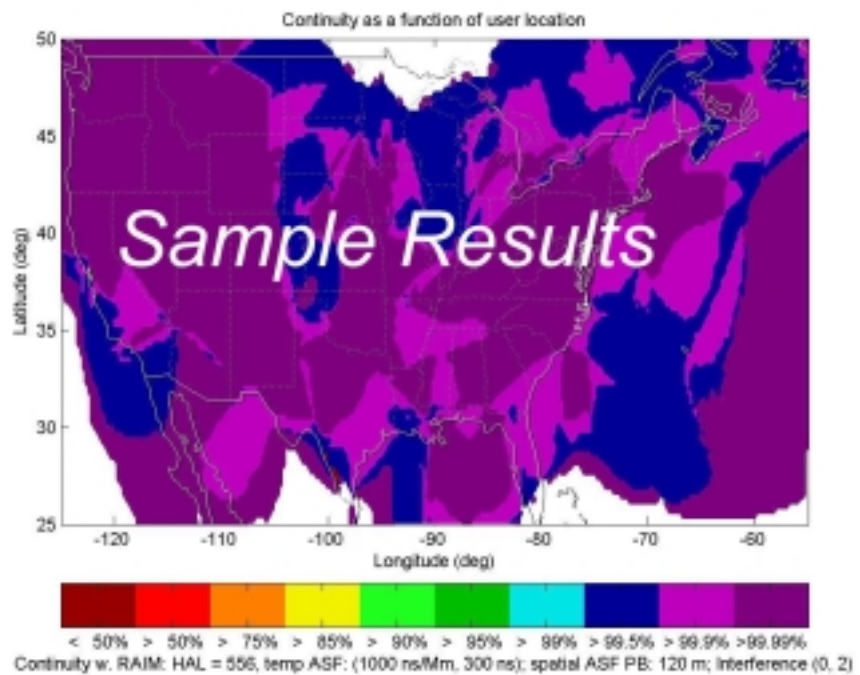 Continuity as a function of user location
50
45
40
35
30
25
Latitude (deg)
Sample Results
-120 -110 -100 -90 -80 -70 -60
Longitude (deg)
< 50% > 50% > 75% > 85% > 90% > 95% > 99% > 99.5% > 99.9% >99.99%
Continuity w. RAIM: HAL = 556, temp ASF: (1000 ns/Mm, 300 ns); spatial ASF PB: 120 m; Interference (0, 2)